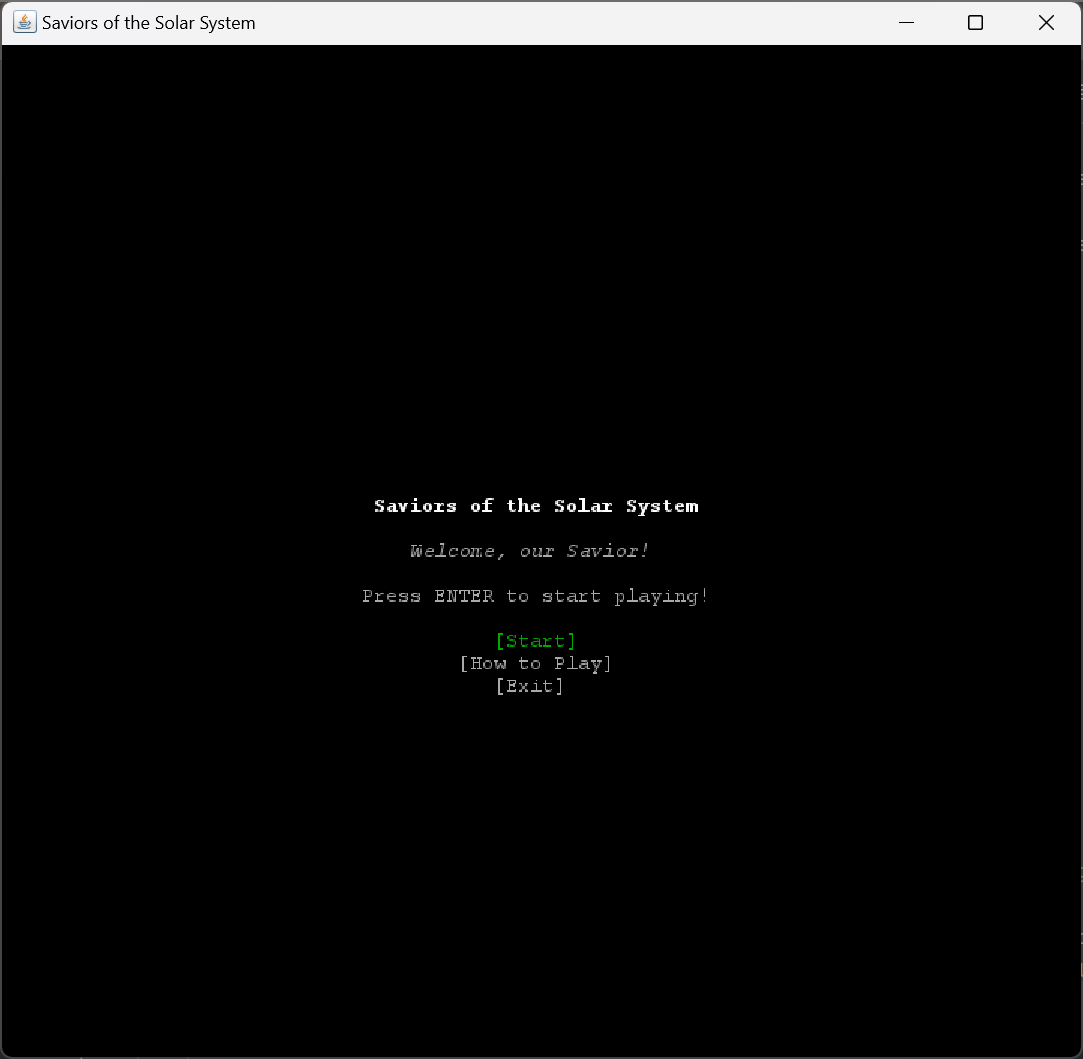 Saviors of the Solar System
Saviors of the Solar System
Welcome, our Savior!
Press ENTER to start playing!
[Start]
[How to Play]
[Exit]